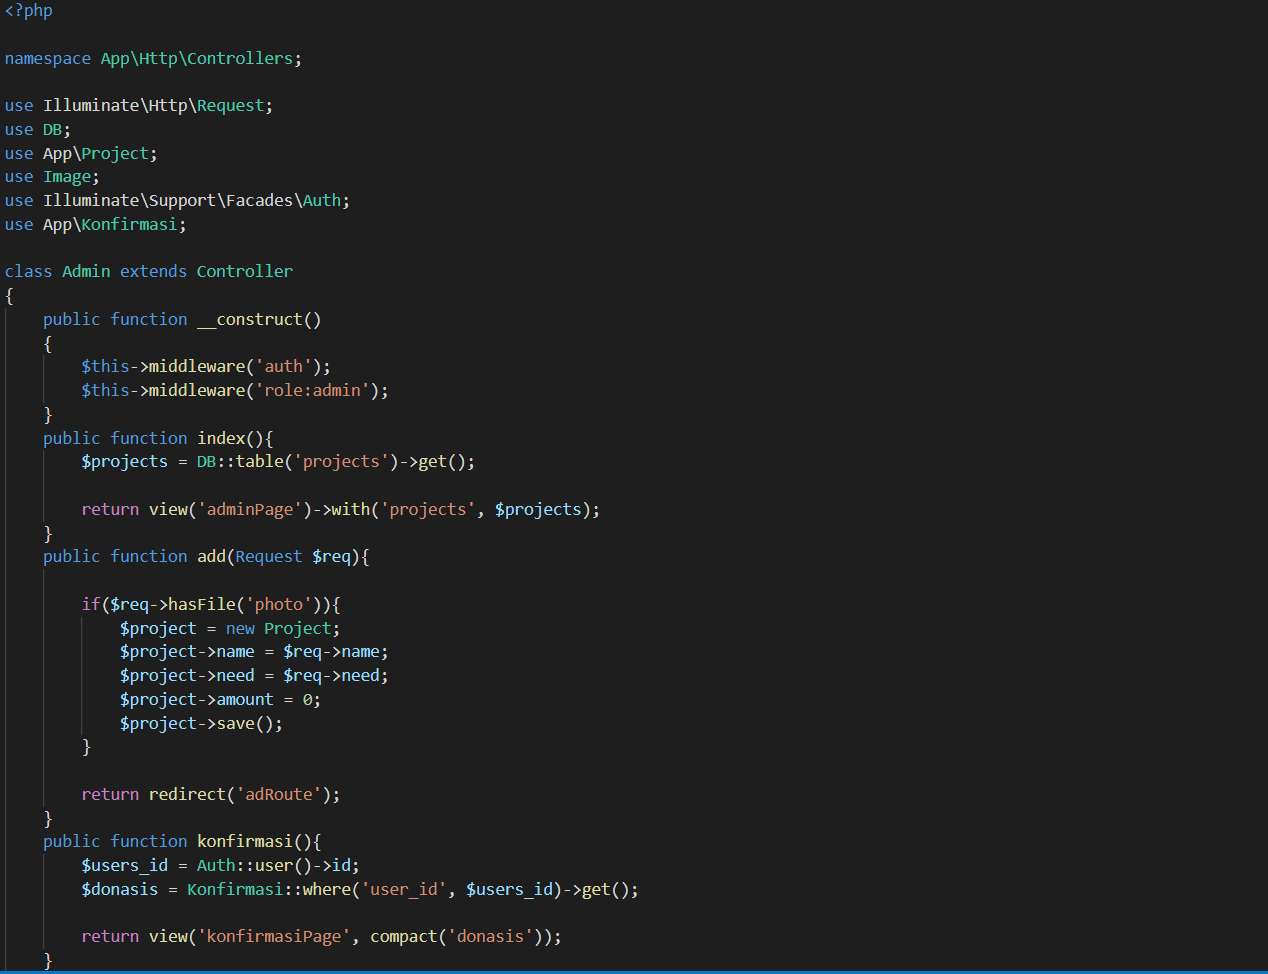 <?php
namespace App\Http\Controllers;
use Illuminate\Http\Request;
use DB;
use App\Project;
use Image;
use Illuminate\Support\Facades\Auth;
use App\Konfirmasi;
class Admin extends Controller
{
    public function __construct()
    {
        $this->middleware('auth');
        $this->middleware('role:admin');
    }
    public function index(){
        $projects = DB::table('projects')->get();
        return view('adminPage')->with('projects', $projects);
    }
    public function add(Request $req){
        if($req->hasFile('photo')){
            $project = new Project;
            $project->name = $req->name;
            $project->need = $req->need;
            $project->amount = 0;
            $project->save();
        }
        return redirect('adRoute');
    }
    public function konfirmasi(){
        $users_id = Auth::user()->id;
        $donasis = Konfirmasi::where('user_id', $users_id)->get();
        return view('konfirmasiPage', compact('donasis'));
    }